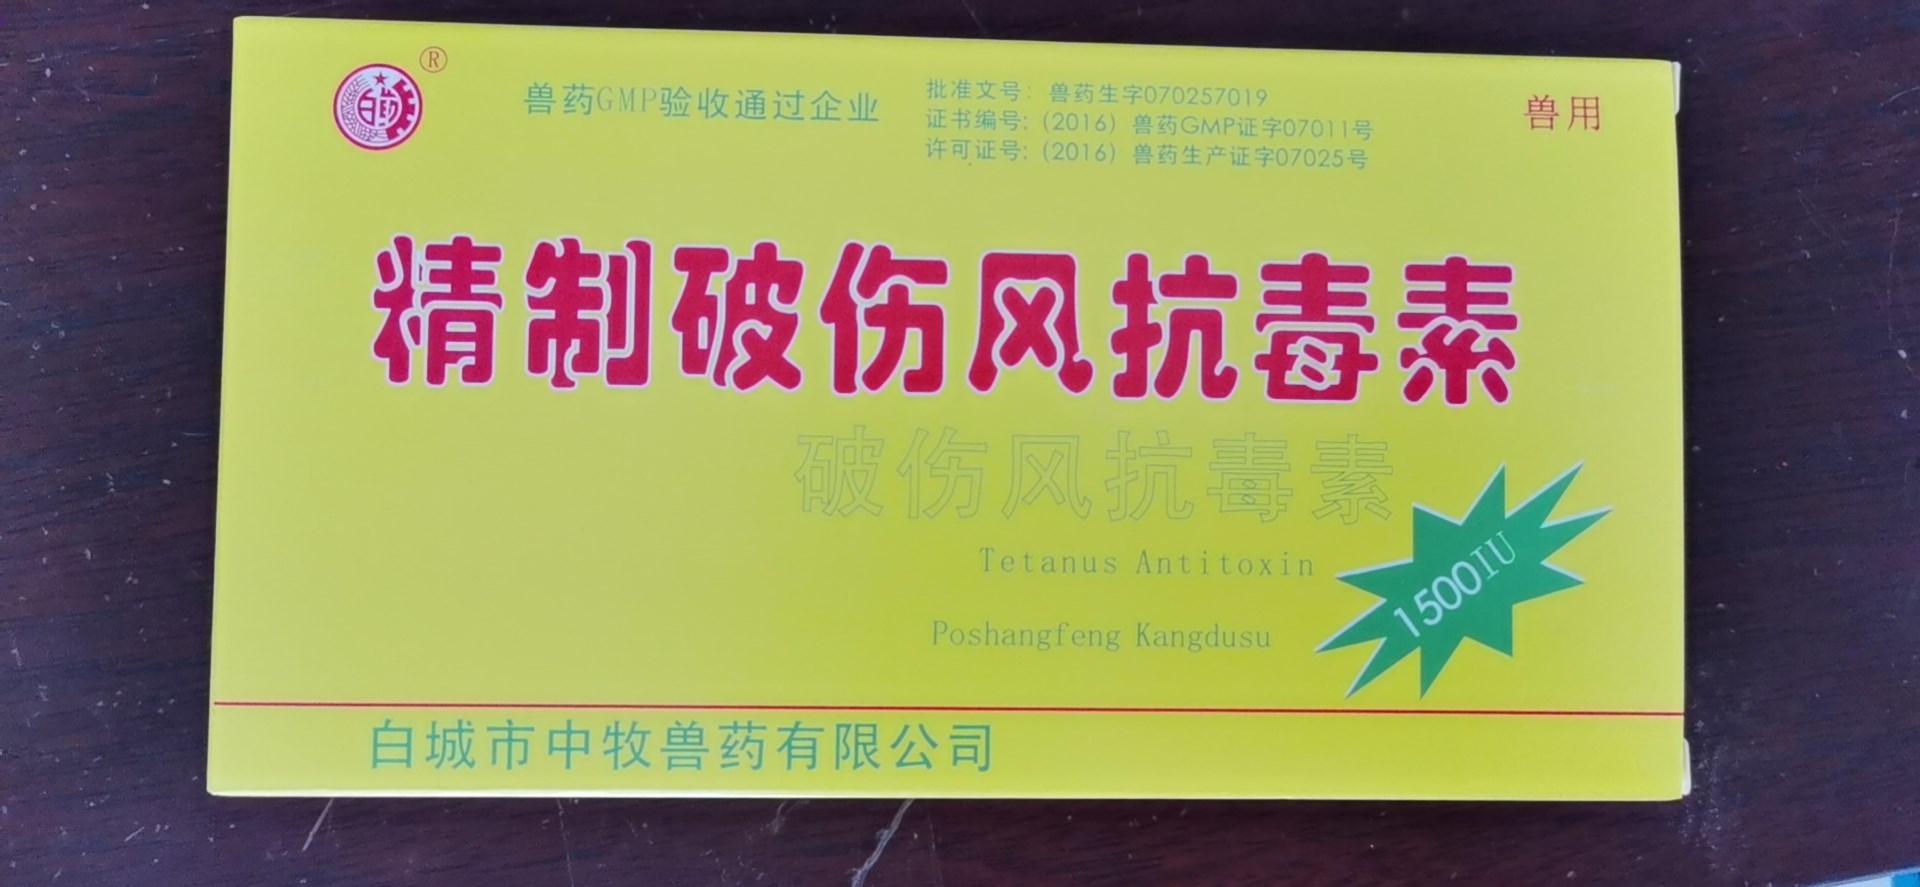 ®
兽药GMP验收通过企业
批准文号：兽药生字070257019
证书编号:（2016）兽药GMP证字07011号
许可证号:（2016）兽药生产证字07025号
兽用
精制破伤风抗毒素
破伤风抗毒素
Tetanus Antitoxin
Poshangfeng Kangdusu
1500IU
白城市中牧兽药有限公司